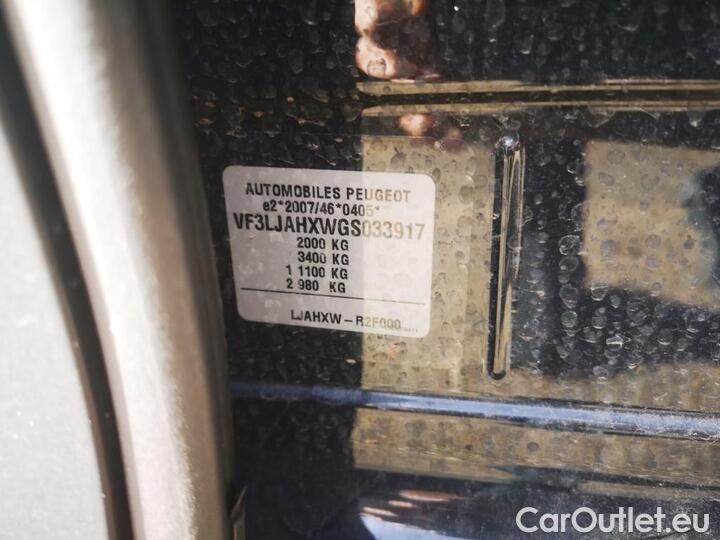 AUTOMOBILES PEUGEOT
e2*2007/46*0405*
VF3LJAHXWGS033917
2000 KG
3400 KG
1 1100 KG
2 980 KG
LJAHXW-R2F000
CarOutlet.eu